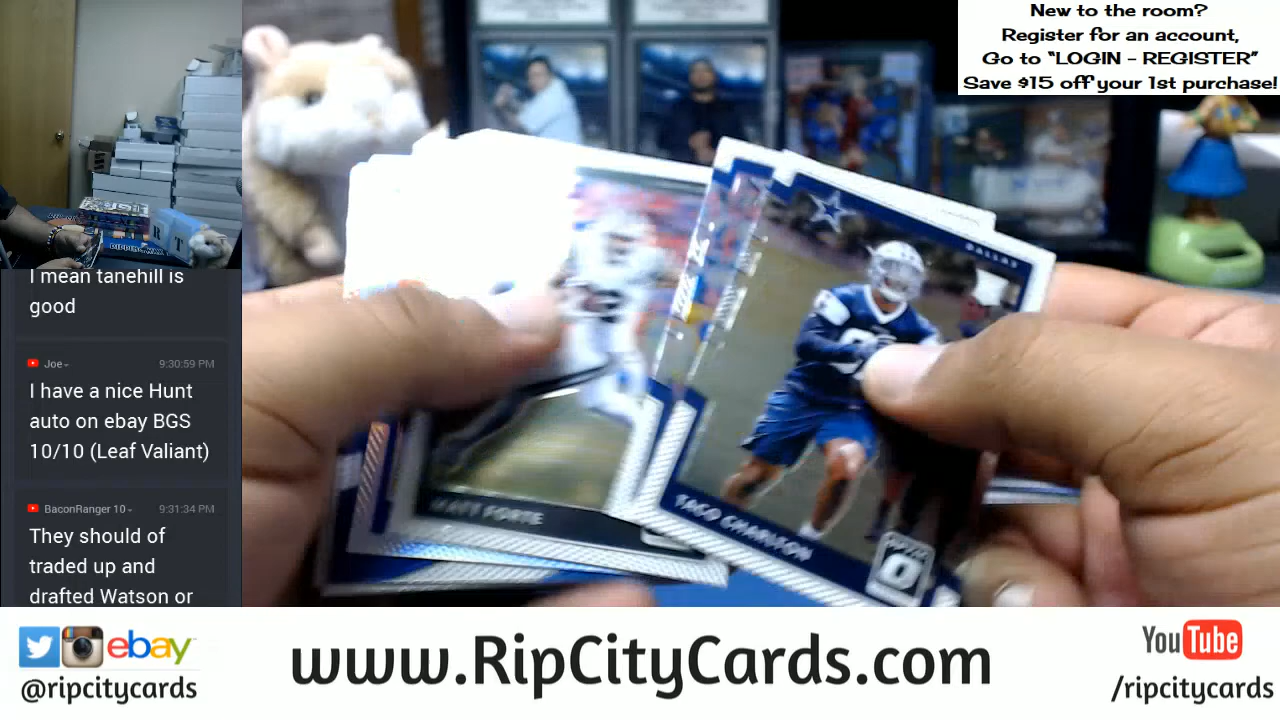 New to the room?
Register for an account,
Go to "LOGIN - REGISTER"
Save $15 off your 1st purchase!
I mean tanehill is
good
Joe
9:30:59 PM
I have a nice Hunt
auto on ebay BGS
10/10 (Leaf Valiant)
BaconRanger 10
9:31:34 PM
They should of
traded up and
drafted Watson or
DALLAS
MATT FORTE
TACO CHARLTON
ebay
@ripcitycards
www.RipCityCards.com
YouTube
/ripcitycards